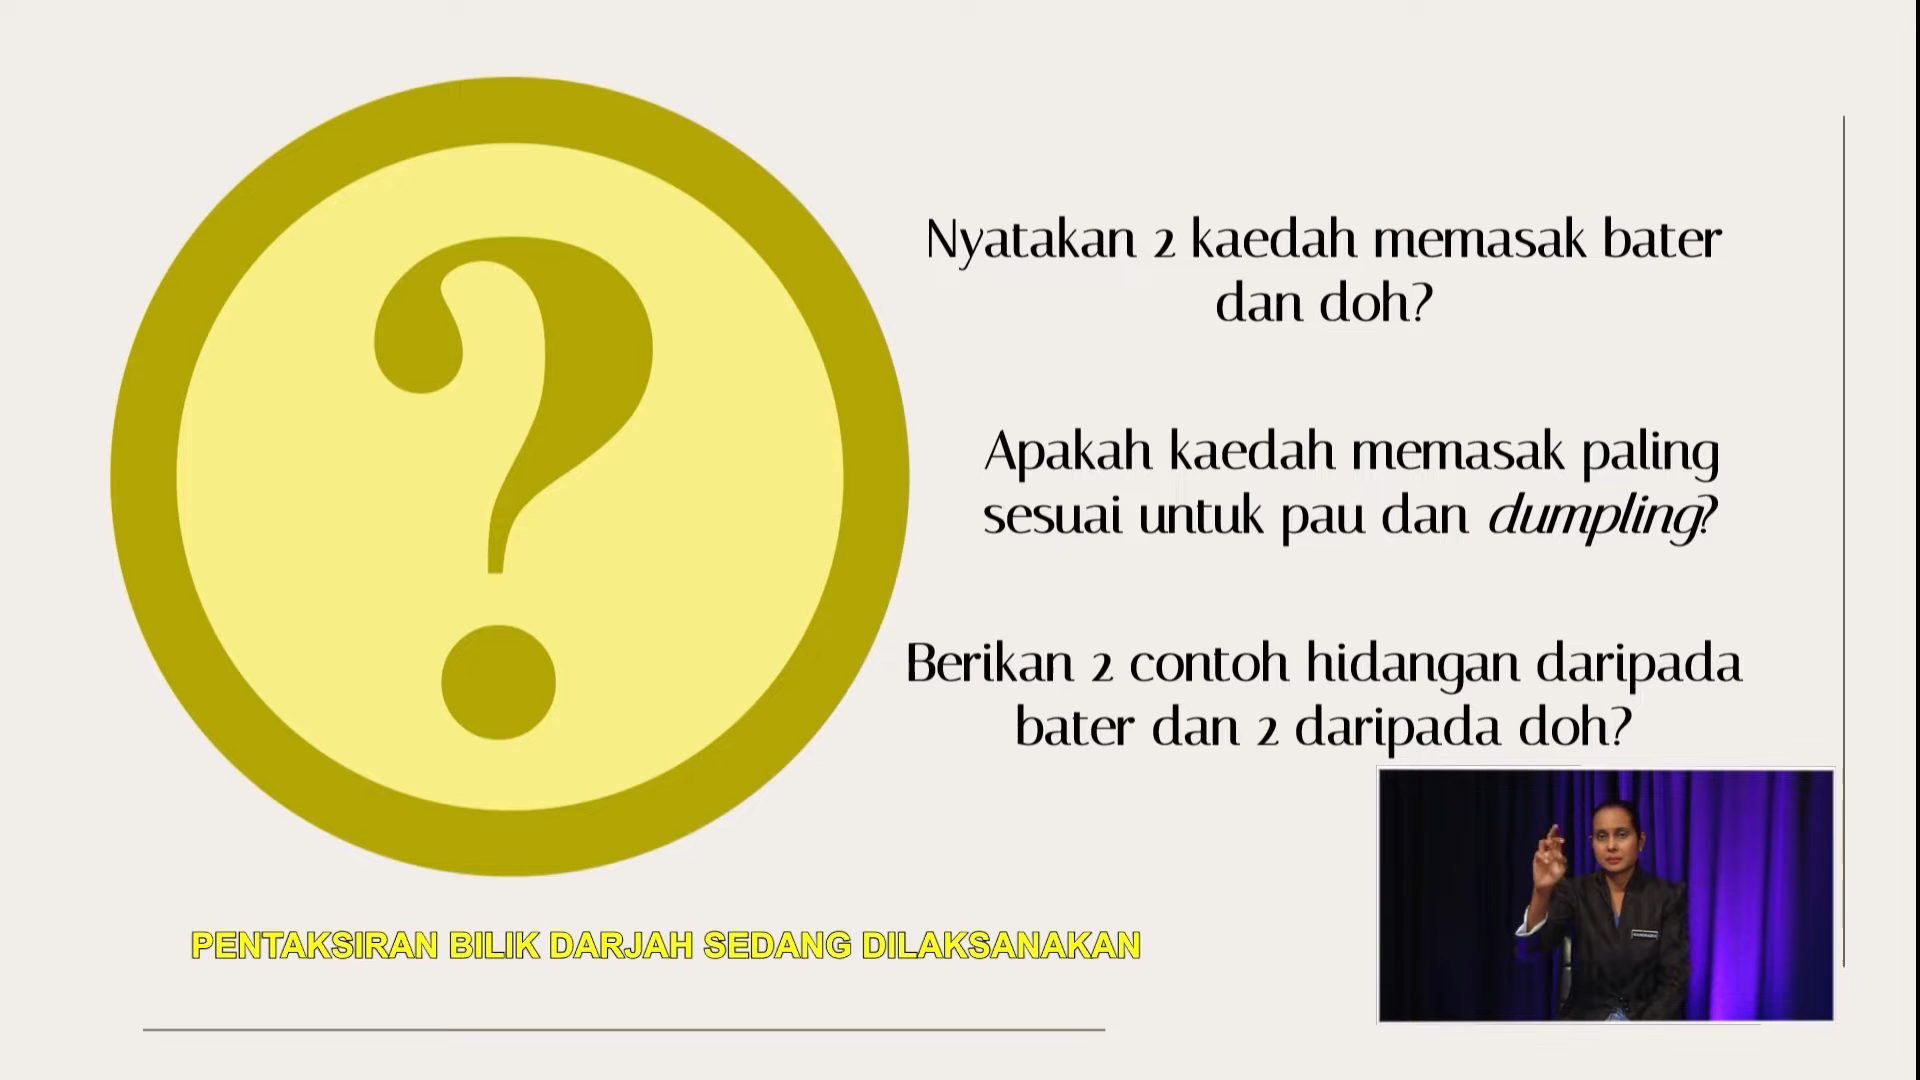 Nyatakan 2 kaedah memasak bater
dan doh?
Apakah kaedah memasak paling
sesuai untuk pau dan dumpling?
Berikan 2 contoh hidangan daripada
bater dan 2 daripada doh?
PENTAKSIRAN BILIK DARJAH SEDANG DILAKSANAKAN